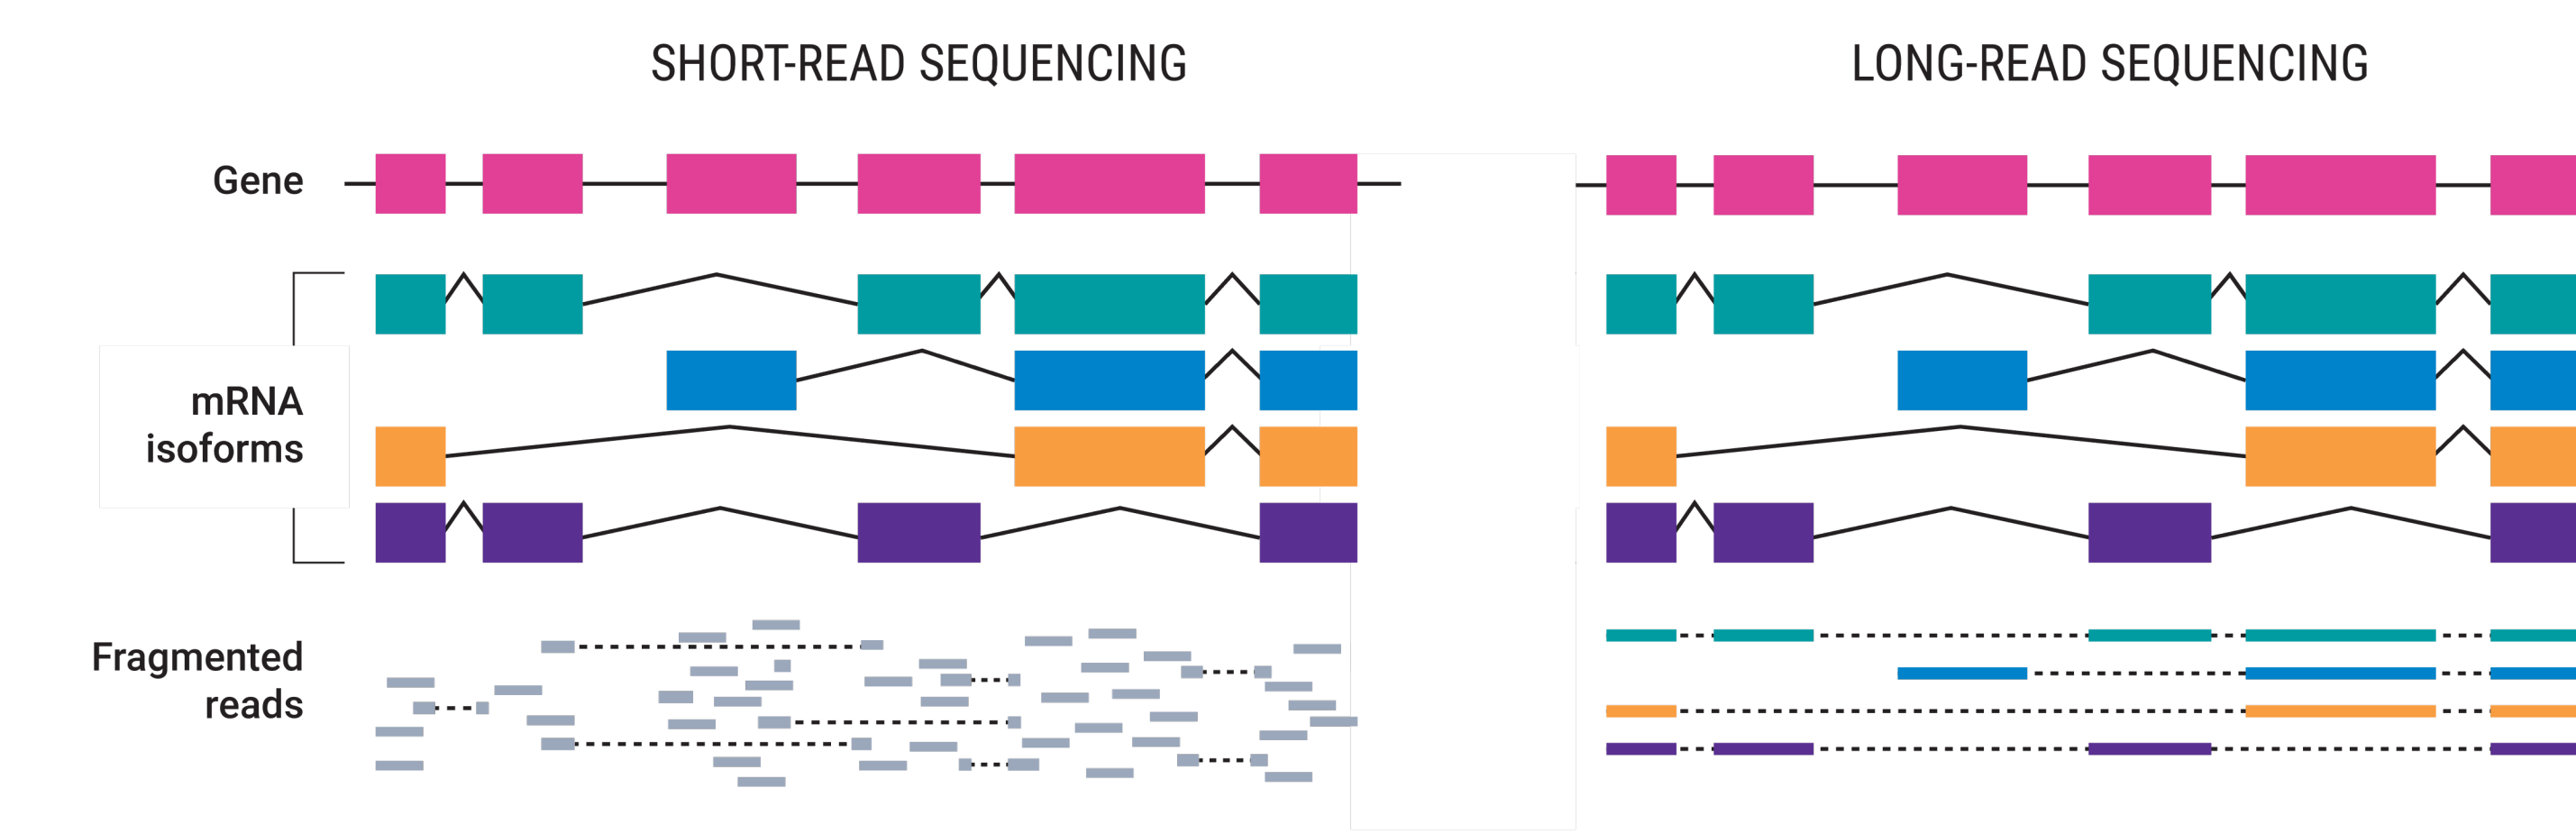 SHORT-READ SEQUENCING
LONG-READ SEQUENCING
Gene
mRNA
isoforms
Fragmented
reads